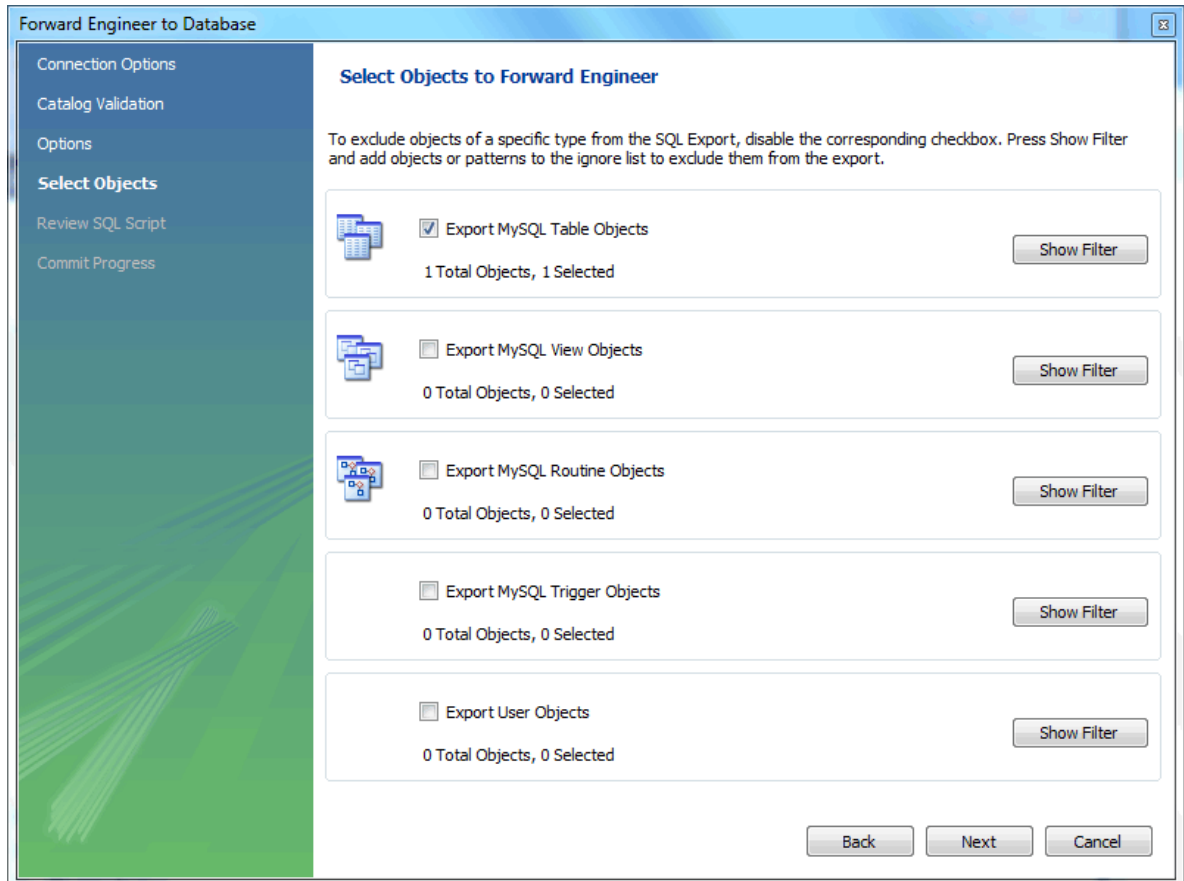 Forward Engineer to Database
Connection Options
Catalog Validation
Options
Select Objects
Review SQL Script
Commit Progress
Select Objects to Forward Engineer
To exclude objects of a specific type from the SQL Export, disable the corresponding checkbox. Press Show Filter
and add objects or patterns to the ignore list to exclude them from the export.
Export MySQL Table Objects
1 Total Objects, 1 Selected
Show Filter
Export MySQL View Objects
0 Total Objects, 0 Selected
Show Filter
Export MySQL Routine Objects
0 Total Objects, 0 Selected
Show Filter
Export MySQL Trigger Objects
0 Total Objects, 0 Selected
Show Filter
Export User Objects
0 Total Objects, 0 Selected
Show Filter
Back Next Cancel